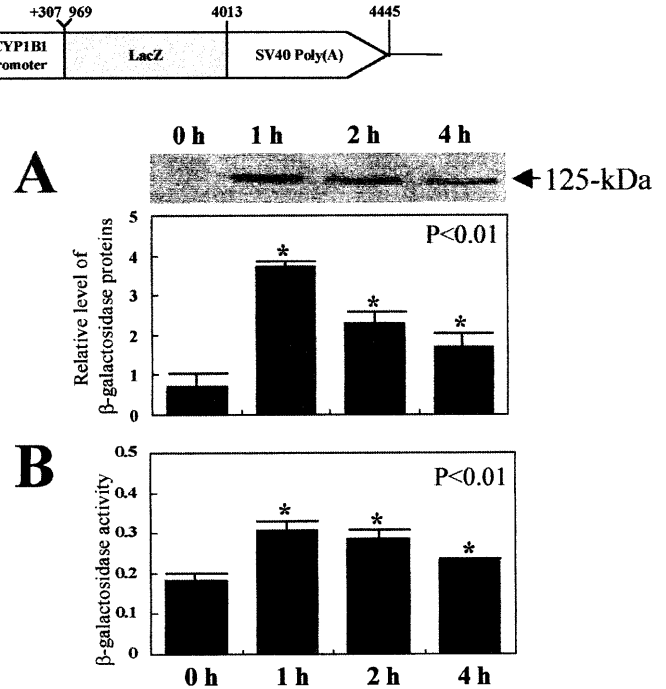 +307 969 4013 4445
CYP1B1 LacZ SV40 Poly(A)
romoter
0 h 1 h 2 h 4 h
A
125-kDa
5
4
3
2
1
0
Relative level of
β-galactosidase proteins
P<0.01
* * *
B
0.5
0.4
0.3
0.2
0.1
0
β-galactosidase activity
P<0.01
* * *
0 h 1 h 2 h 4 h